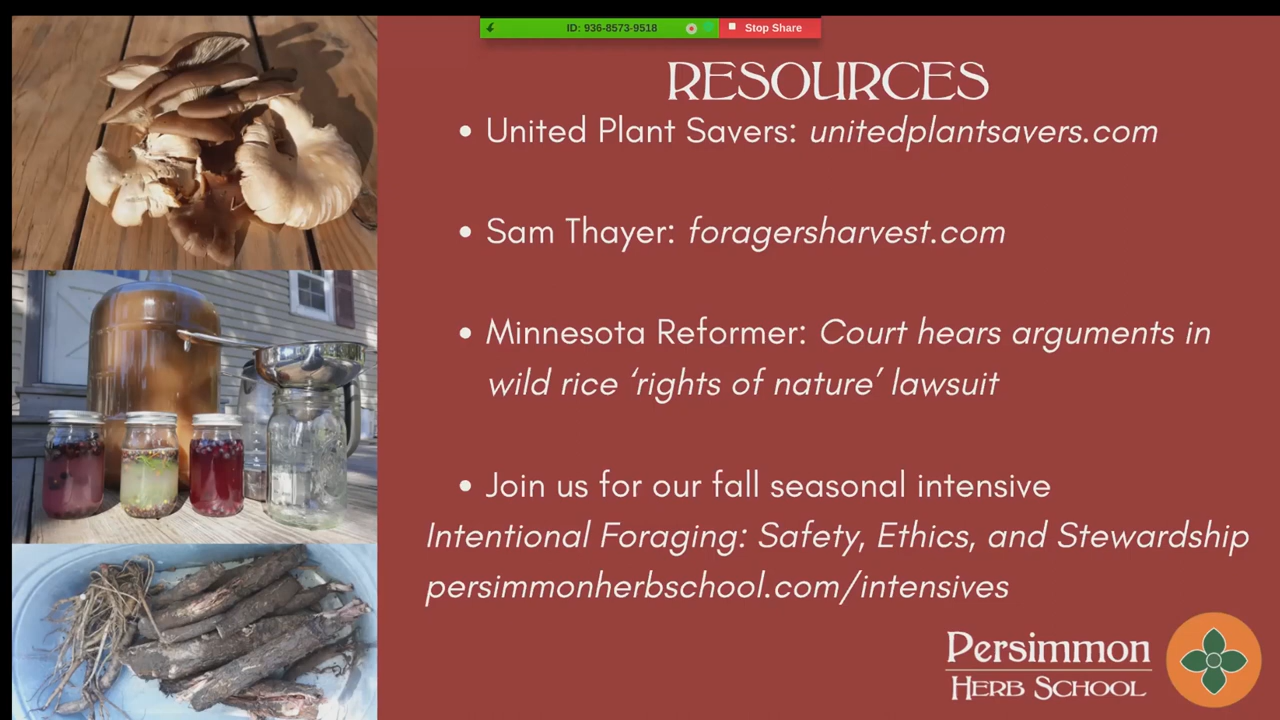 ID: 936-8573-9518
Stop Share
RESOURCES
• United Plant Savers: unitedplantsavers.com
• Sam Thayer: foragersharvest.com
• Minnesota Reformer: Court hears arguments in
wild rice ‘rights of nature’ lawsuit
• Join us for our fall seasonal intensive
Intentional Foraging: Safety, Ethics, and Stewardship
persimmonherbschool.com/intensives
Persimmon
HERB SCHOOL